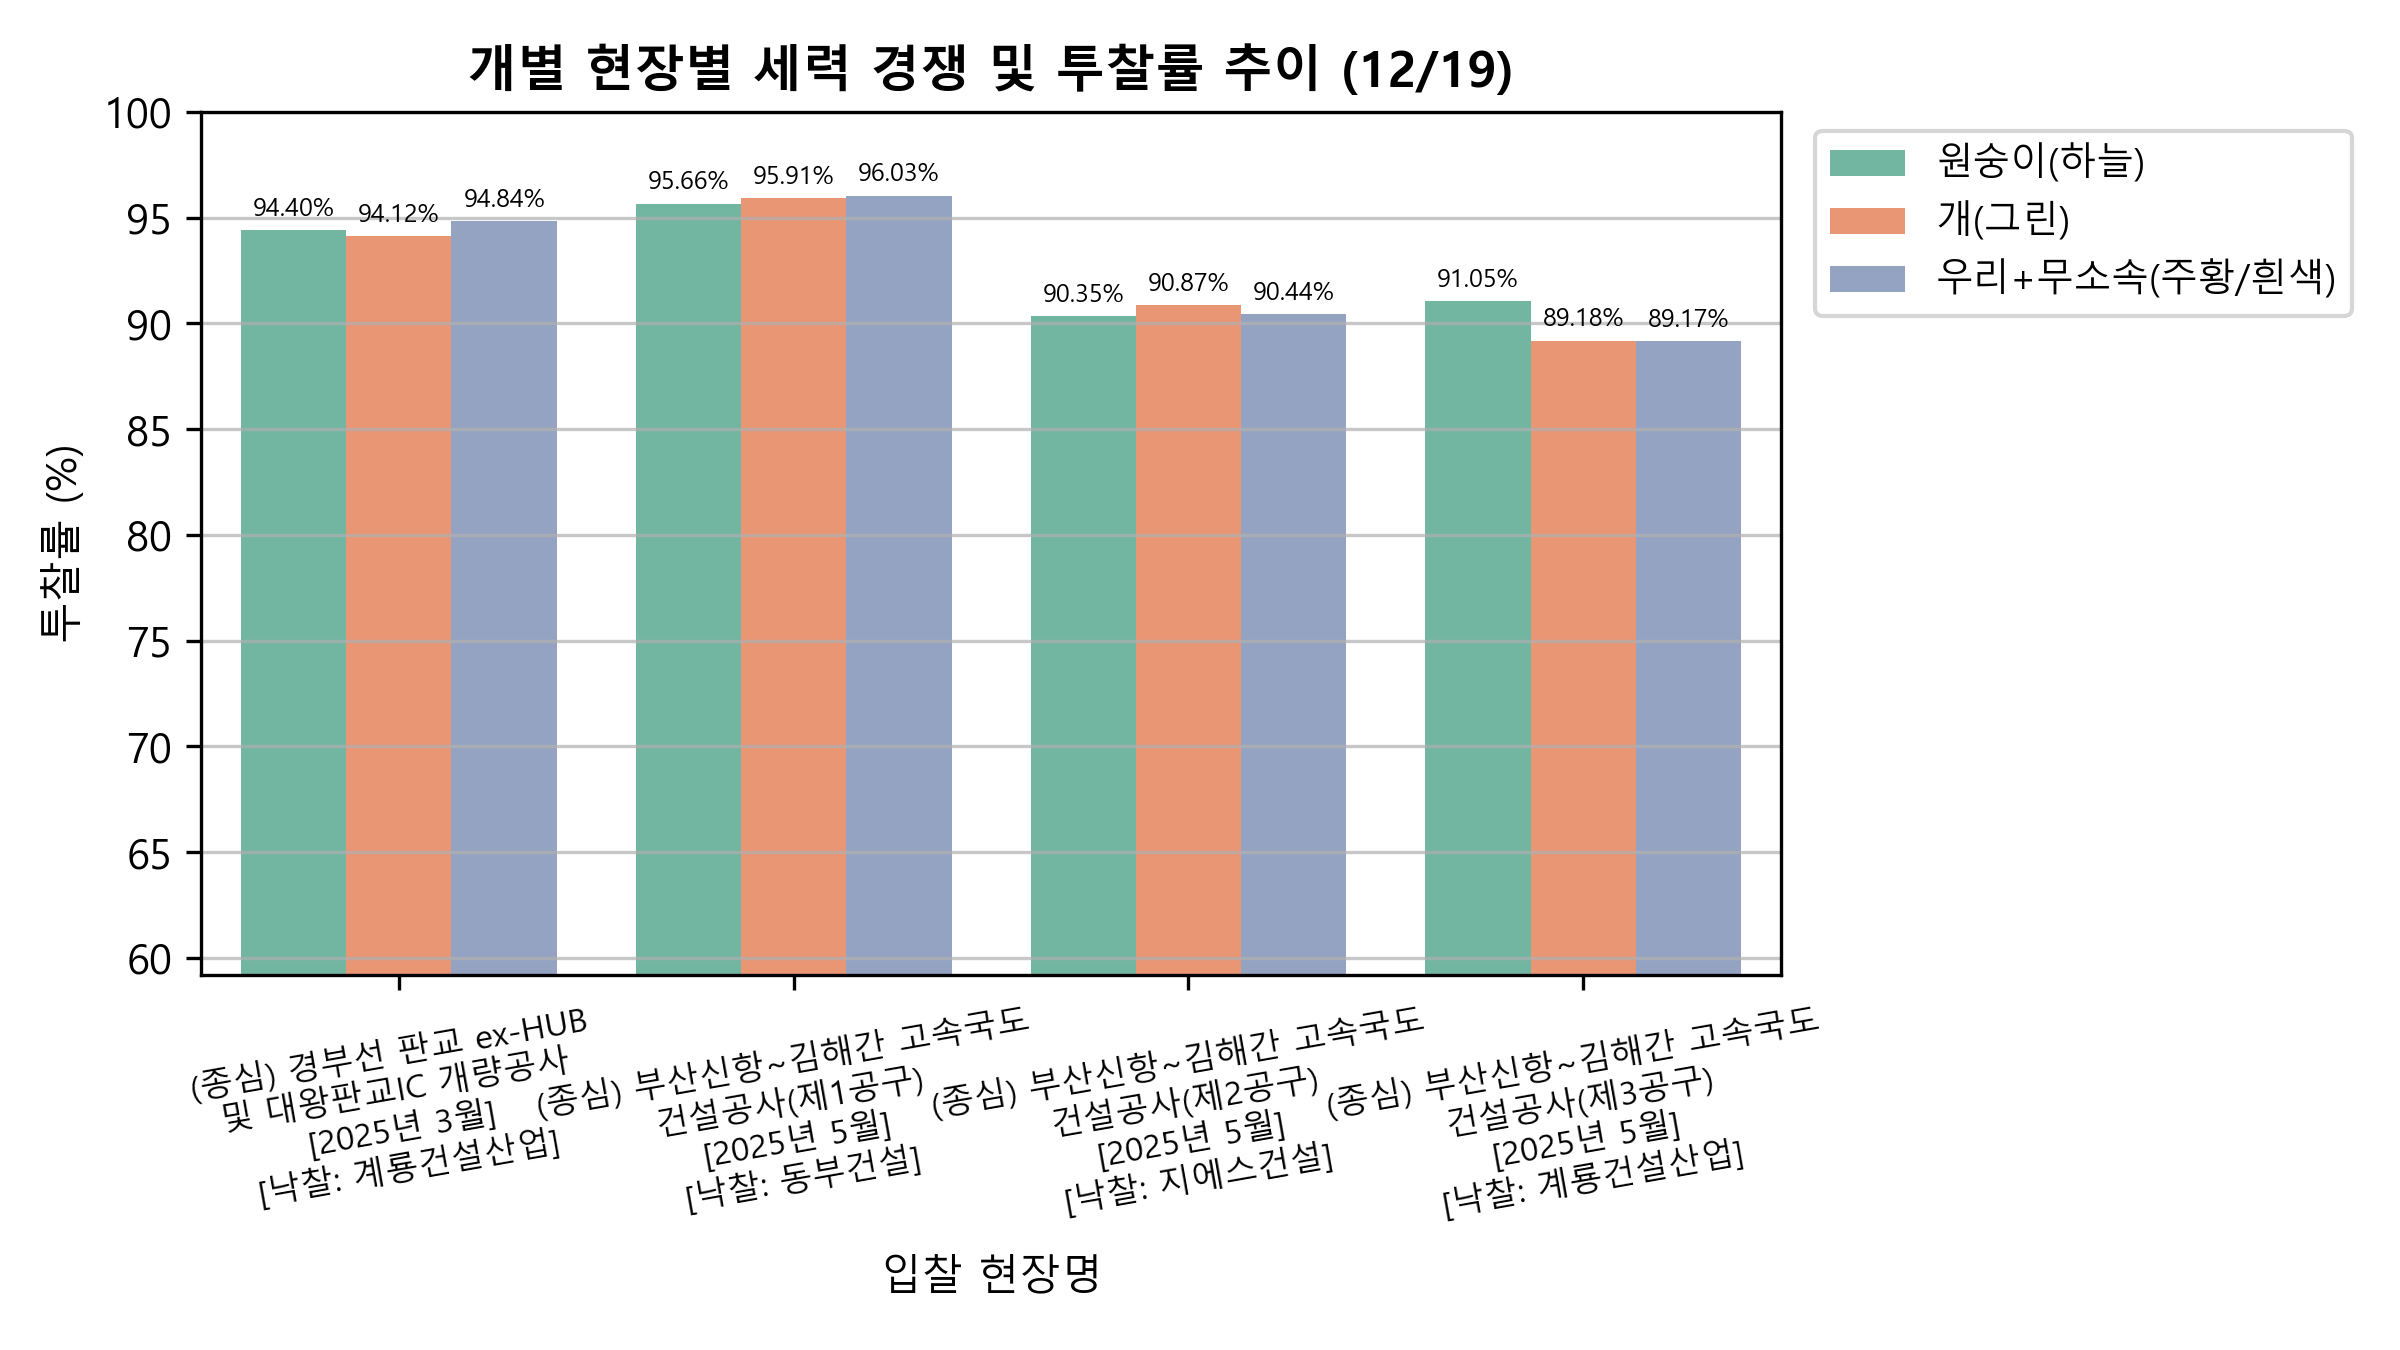 개별 현장별 세력 경쟁 및 투찰률 추이 (12/19)
100
95
90
85
80
75
70
65
60
투찰률 (%)
94.40%
94.12%
94.84%
95.66%
95.91%
96.03%
90.35%
90.87%
90.44%
91.05%
89.18%
89.17%
원숭이(하늘)
개(그린)
우리+무소속(주황/흰색)
(종심) 경부선 판교 ex-HUB
및 대왕판교IC 개량공사
[2025년 3월]
[낙찰: 계룡건설산업]
(종심) 부산신항~김해간 고속국도
건설공사(제1공구)
[2025년 5월]
[낙찰: 동부건설]
(종심) 부산신항~김해간 고속국도
건설공사(제2공구)
[2025년 5월]
[낙찰: 지에스건설]
(종심) 부산신항~김해간 고속국도
건설공사(제3공구)
[2025년 5월]
[낙찰: 계룡건설산업]
입찰 현장명